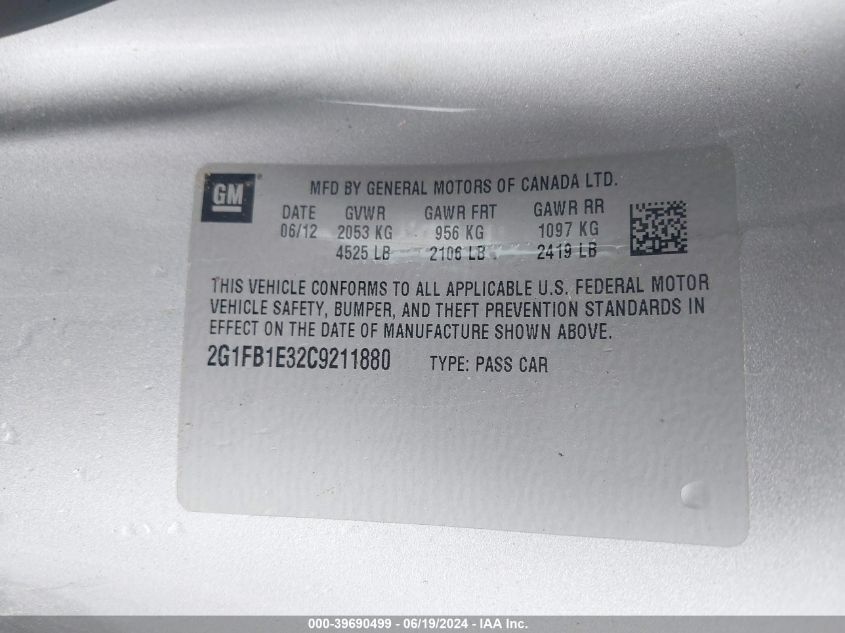 GM
MFD BY GENERAL MOTORS OF CANADA LTD.
DATE GVWR GAWR FRT GAWR RR
06/12 2053 KG 956 KG 1097 KG
4525 LB 2106 LB 2419 LB
THIS VEHICLE CONFORMS TO ALL APPLICABLE U.S. FEDERAL MOTOR
VEHICLE SAFETY, BUMPER, AND THEFT PREVENTION STANDARDS IN
EFFECT ON THE DATE OF MANUFACTURE SHOWN ABOVE.
2G1FB1E32C9211880 TYPE: PASS CAR
000-39690499 - 06/19/2024 - IAA Inc.